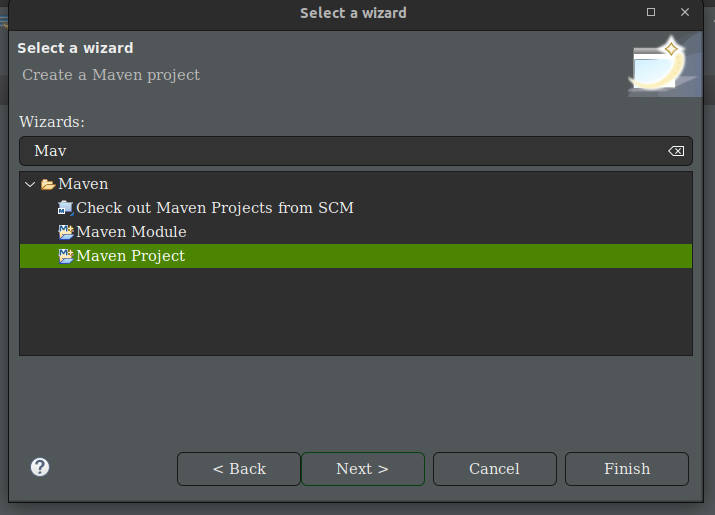 Select a wizard
Select a wizard
Create a Maven project
Wizards:
Mav
Maven
Check out Maven Projects from SCM
Maven Module
Maven Project
?
< Back
Next >
Cancel
Finish